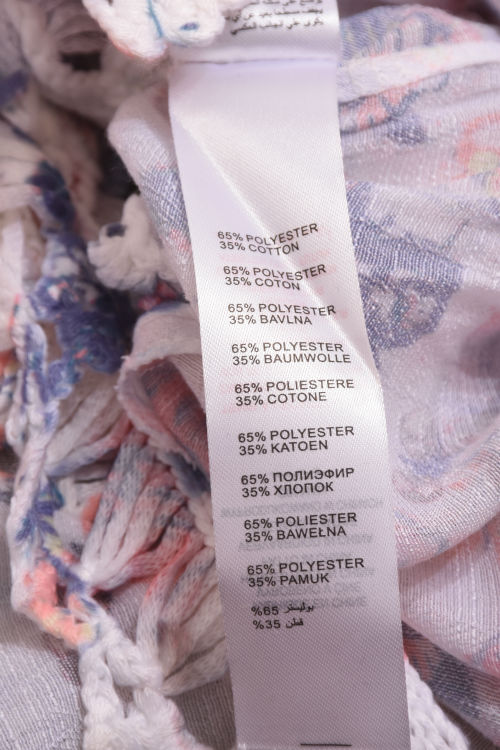 65% POLYESTER
35% COTTON
65% POLYESTER
35% COTON
65% POLYESTER
35% BAVLNA
65% POLYESTER
35% BAUMWOLLE
65% POLIESTERE
35% COTONE
65% POLYESTER
35% KATOEN
65% ПОЛИЭФИР
35% ХЛОПОК
65% POLIESTER
35% BAWEŁNA
65% POLYESTER
35% PAMUK
%65 بوليستر
%35 قطن